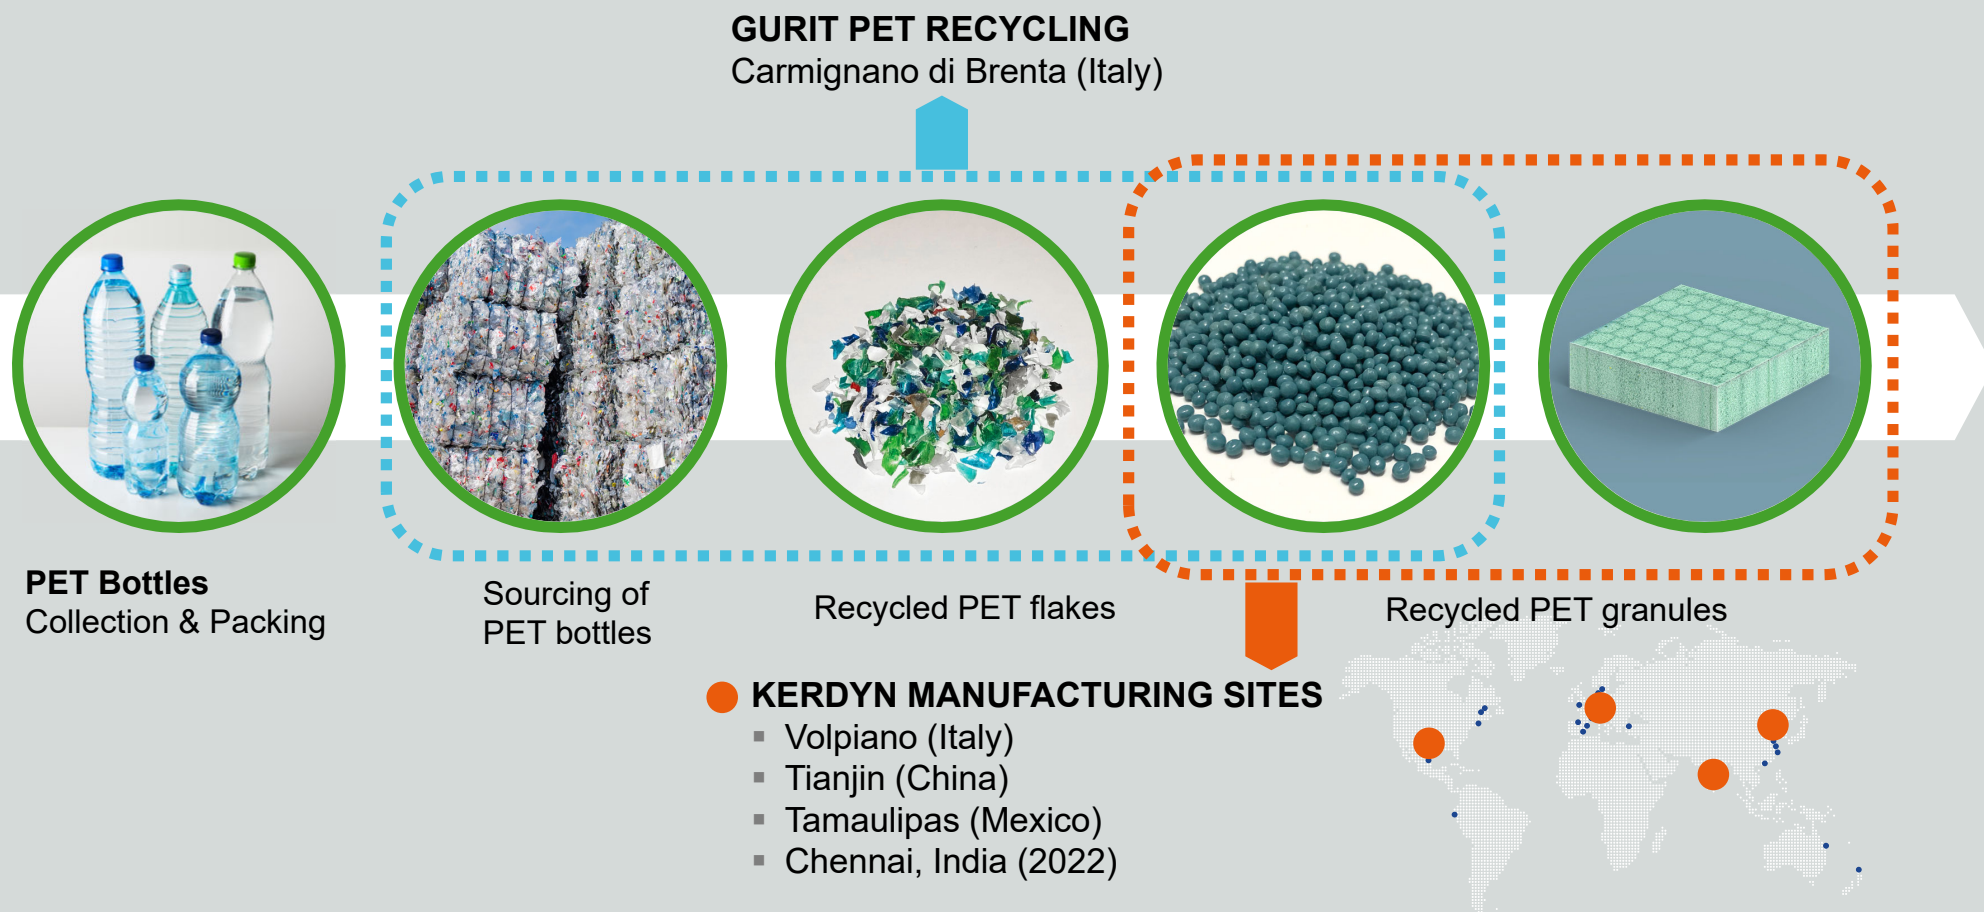 GURIT PET RECYCLING
Carmignano di Brenta (Italy)
PET Bottles
Collection & Packing
Sourcing of
PET bottles
Recycled PET flakes
Recycled PET granules
KERDYN MANUFACTURING SITES
▪ Volpiano (Italy)
▪ Tianjin (China)
▪ Tamaulipas (Mexico)
▪ Chennai, India (2022)